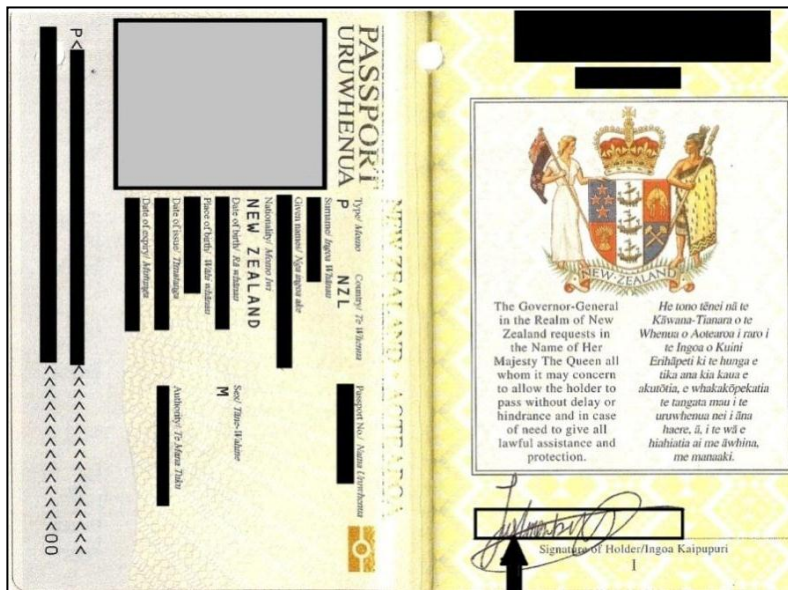 NEW ZEALAND · AOTEAROA
PASSPORT
URUWHENUA
Type/ Momo Country/ Te Whenua Passport No./ Nama Uruwhenua
P NZL
Surname/ Ingoa Whānau
Given names/ Ngā ingoa ake
Nationality/ Momo Iwi
NEW ZEALAND
Date of birth/ Rā whānau Sex/ Tāne-Wahine
M
Place of birth/ Wāhi whānau
Date of issue/ Tīmatanga Authority/ Te Mana Tuku
Date of expiry/ Mutunga
P< <<<<<<<<<<<<<<<<
<<<<<<<<<<<<<<00
NEW ZEALAND
The Governor-General
in the Realm of New
Zealand requests in
the Name of Her
Majesty The Queen all
whom it may concern
to allow the holder to
pass without delay or
hindrance and in case
of need to give all
lawful assistance and
protection.
He tono tēnei nā te
Kāwana-Tianara o te
Whenua o Aotearoa i raro i
te Ingoa o Kuini
Erihāpeti ki te hunga e
tika ana kia kaua e
akutōtia, e whakakōpekatia
te tangata mau i te
uruwhenua nei i āna
haere, ā, i te wā e
hiahiatia ai me āwhina,
me manaaki.
Signature of Holder/Ingoa Kaipupuri
1